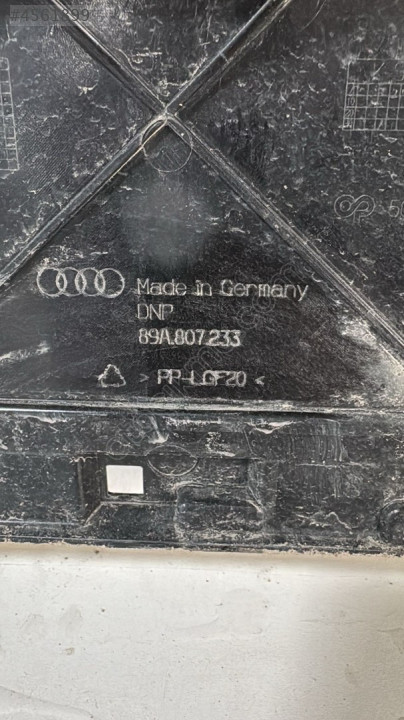 Made in Germany
DNP
89A.807.233
> PP-LGF20 <